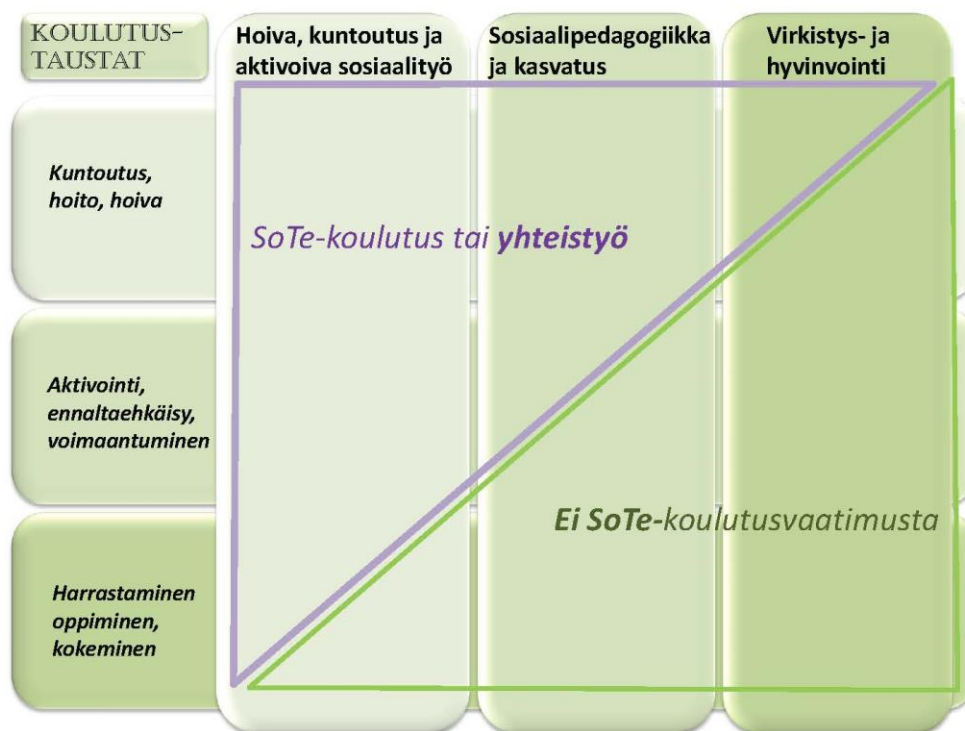 KOULUTUS-
TAUSTAT
Hoiva, kuntoutus ja
aktivoiva sosiaalityö
Sosiaalipedagogiikka
ja kasvatus
Virkistys- ja
hyvinvointi
Kuntoutus,
hoito, hoiva
SoTe-koulutus tai yhteistyö
Aktivointi,
ennaltaehkäisy,
voimaantuminen
Ei SoTe-koulutusvaatimusta
Harrastaminen
oppiminen,
kokeminen